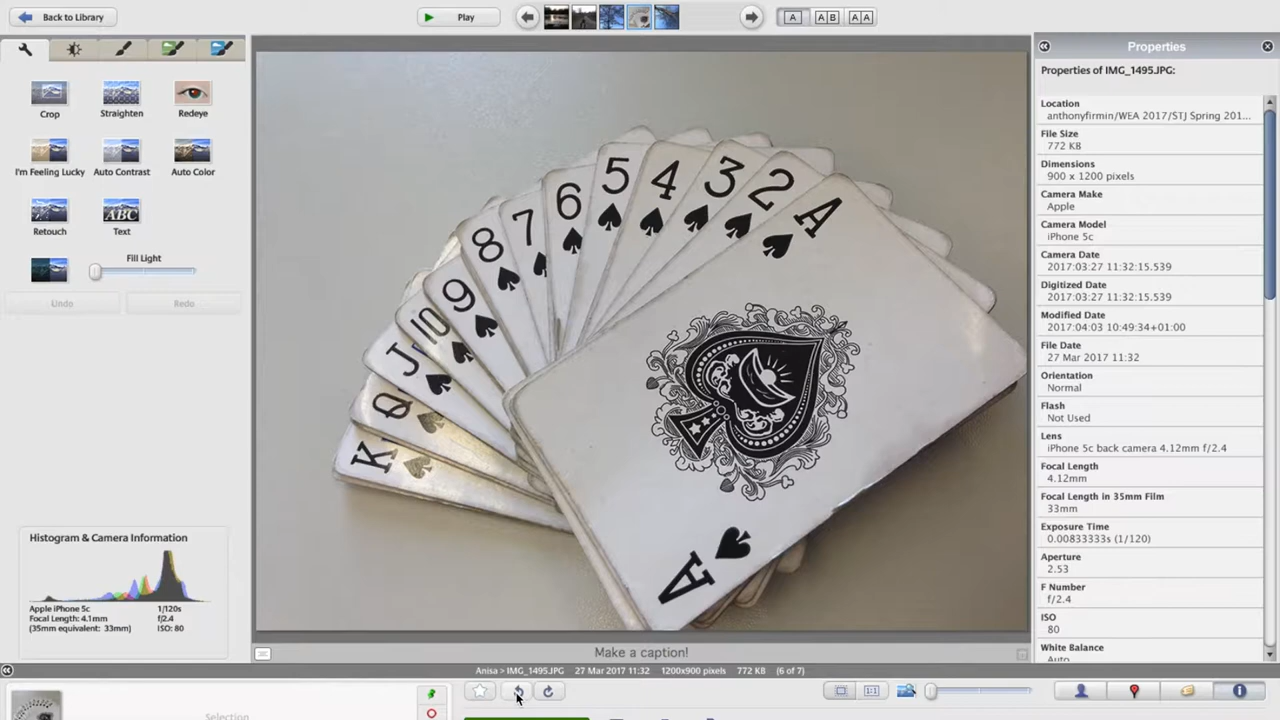 Back to Library
Play
A
AB
AA
Properties
Properties of IMG_1495.JPG:
Crop
Straighten
Redeye
I'm Feeling Lucky
Auto Contrast
Auto Color
Retouch
ABC
Text
Fill Light
Undo
Redo
Histogram & Camera Information
Apple iPhone 5c 1/120s
Focal Length: 4.1mm f/2.4
(35mm equivalent: 33mm) ISO: 80
5
4
3
2
A
6
7
8
9
10
J
Q
K
A
Location
anthonyfirmin/WEA 2017/STJ Spring 201...
File Size
772 KB
Dimensions
900 x 1200 pixels
Camera Make
Apple
Camera Model
iPhone 5c
Camera Date
2017:03:27 11:32:15.539
Digitized Date
2017:03:27 11:32:15.539
Modified Date
2017:04:03 10:49:34+01:00
File Date
27 Mar 2017 11:32
Orientation
Normal
Flash
Not Used
Lens
iPhone 5c back camera 4.12mm f/2.4
Focal Length
4.12mm
Focal Length in 35mm Film
33mm
Exposure Time
0.00833333s (1/120)
Aperture
2.53
F Number
f/2.4
ISO
80
White Balance
Auto
Make a caption!
Anisa > IMG_1495.JPG 27 Mar 2017 11:32 1200x900 pixels 772 KB (6 of 7)
1:1
Selection